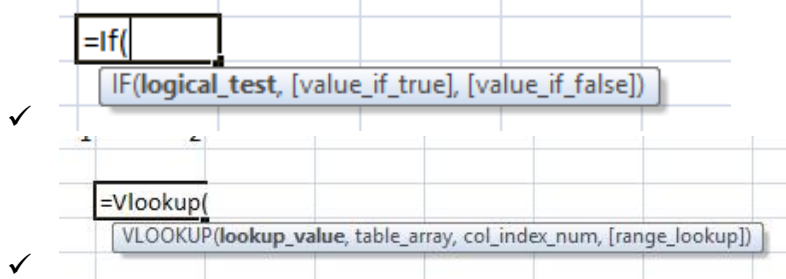 =If(
IF(logical_test, [value_if_true], [value_if_false])
✓
=Vlookup(
VLOOKUP(lookup_value, table_array, col_index_num, [range_lookup])
✓